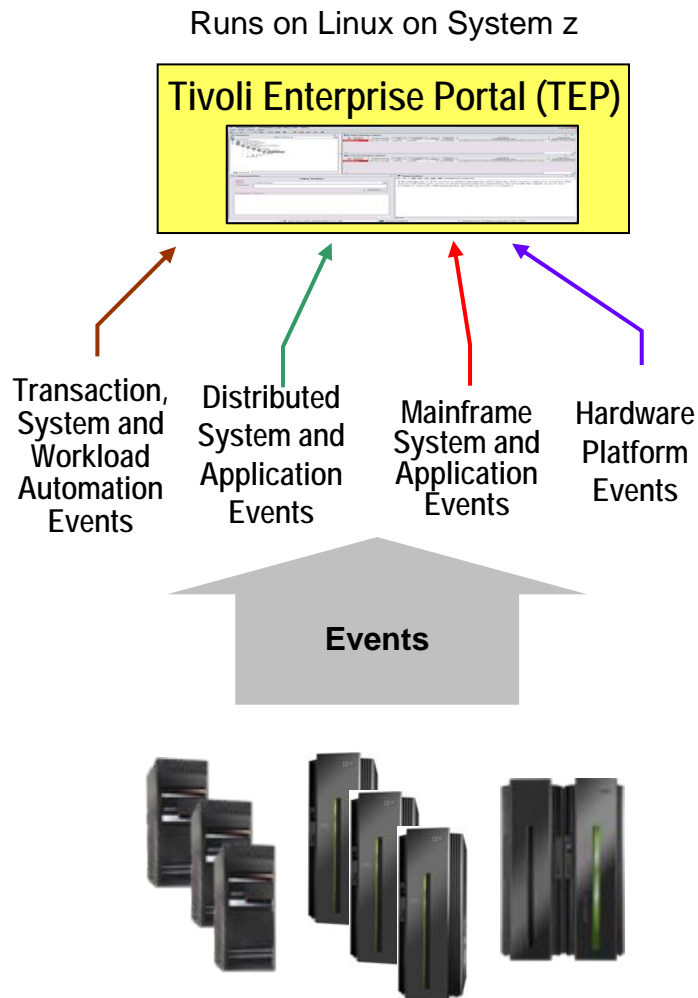 Runs on Linux on System z
Tivoli Enterprise Portal (TEP)
Transaction,
System and
Workload
Automation
Events
Distributed
System and
Application
Events
Mainframe
System and
Application
Events
Hardware
Platform
Events
Events